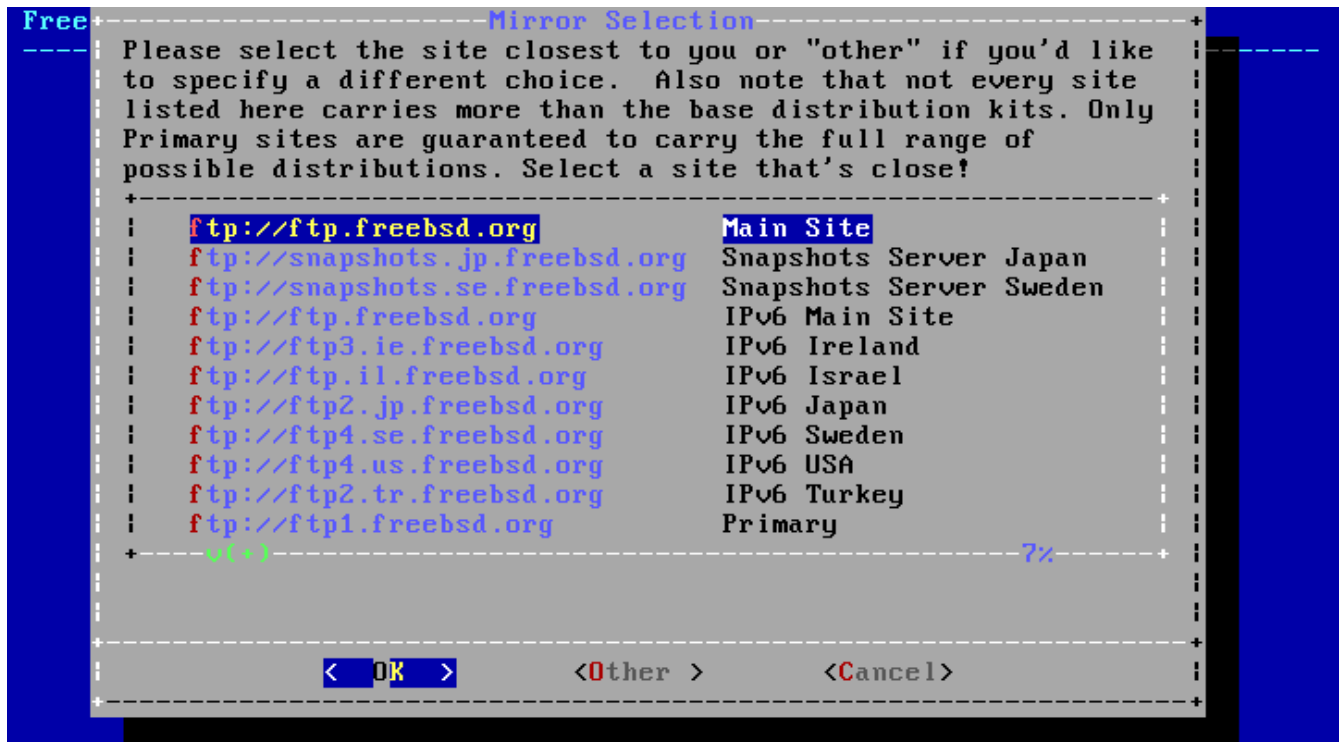 Free
Mirror Selection
Please select the site closest to you or "other" if you'd like
to specify a different choice.  Also note that not every site
listed here carries more than the base distribution kits. Only
Primary sites are guaranteed to carry the full range of
possible distributions. Select a site that's close!
ftp://ftp.freebsd.org Main Site
ftp://snapshots.jp.freebsd.org Snapshots Server Japan
ftp://snapshots.se.freebsd.org Snapshots Server Sweden
ftp://ftp.freebsd.org IPv6 Main Site
ftp://ftp3.ie.freebsd.org IPv6 Ireland
ftp://ftp.il.freebsd.org IPv6 Israel
ftp://ftp2.jp.freebsd.org IPv6 Japan
ftp://ftp4.se.freebsd.org IPv6 Sweden
ftp://ftp4.us.freebsd.org IPv6 USA
ftp://ftp2.tr.freebsd.org IPv6 Turkey
ftp://ftp1.freebsd.org Primary
v(+) 7%
< OK > <Other > <Cancel>